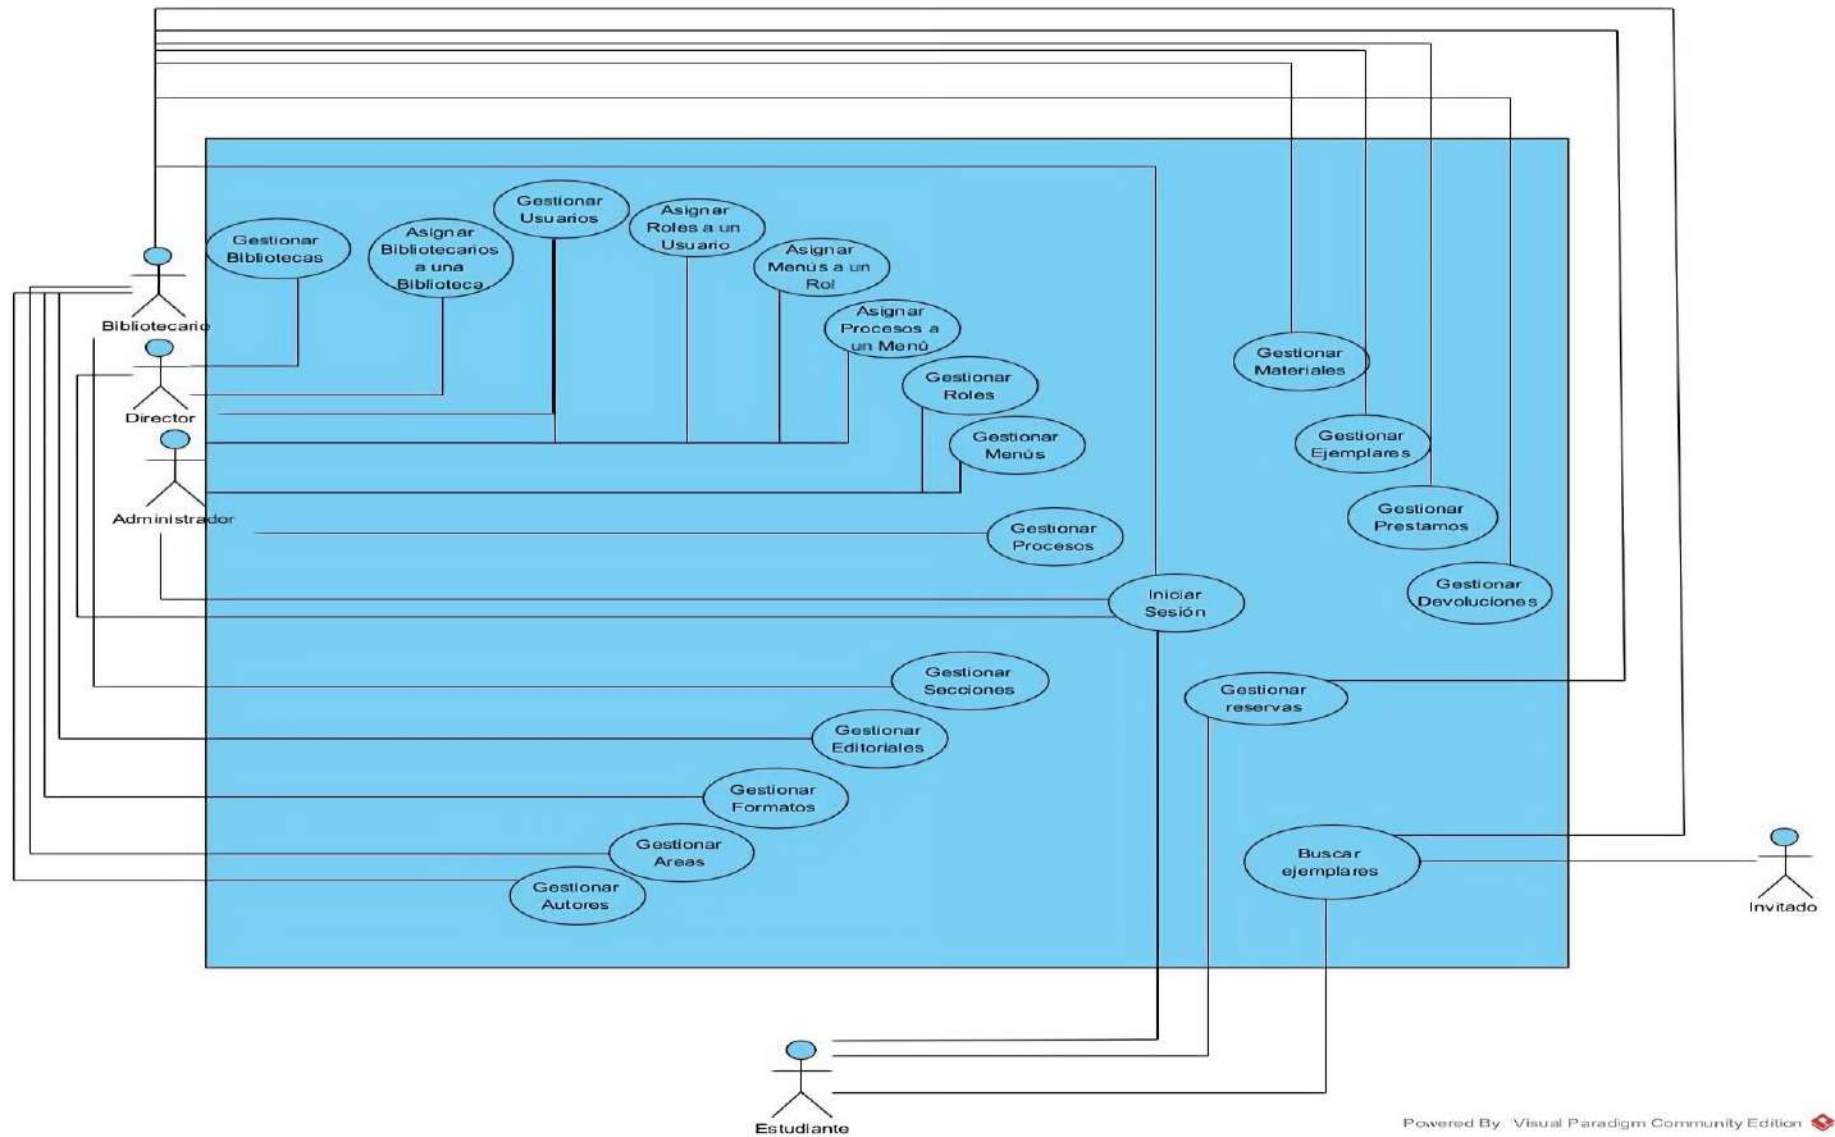 Gestionar
Usuarios
Asignar
Roles a un
Usuario
Gestionar
Bibliotecas
Asignar
Bibliotecarios
a una
Biblioteca
Asignar
Menús a un
Rol
Bibliotecario
Asignar
Procesos a
un Menú
Gestionar
Materiales
Gestionar
Roles
Director
Gestionar
Menús
Gestionar
Ejemplares
Administrador
Gestionar
Procesos
Gestionar
Prestamos
Iniciar
Sesión
Gestionar
Devoluciones
Gestionar
Secciones
Gestionar
reservas
Gestionar
Editoriales
Gestionar
Formatos
Gestionar
Areas
Buscar
ejemplares
Gestionar
Autores
Invitado
Estudiante
Powered By Visual Paradigm Community Edition